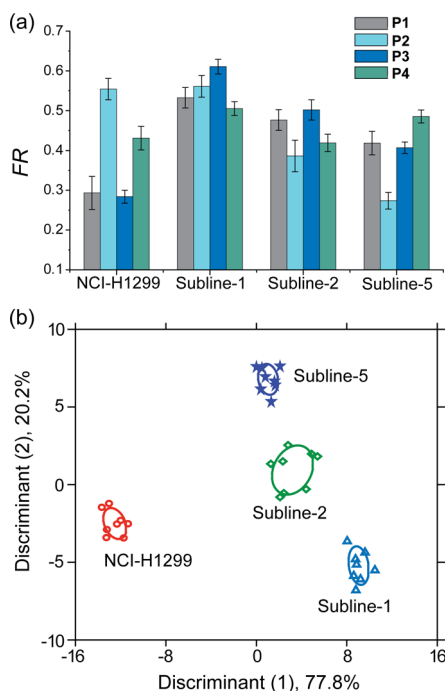 (a)
P1
P2
P3
P4
FR
0.7
0.6
0.5
0.4
0.3
0.2
0.1
NCI-H1299 Subline-1 Subline-2 Subline-5
(b)
Discriminant (2), 20.2%
10
5
0
-5
-10
Subline-5
Subline-2
NCI-H1299
Subline-1
-16 -8 0 8 16
Discriminant (1), 77.8%